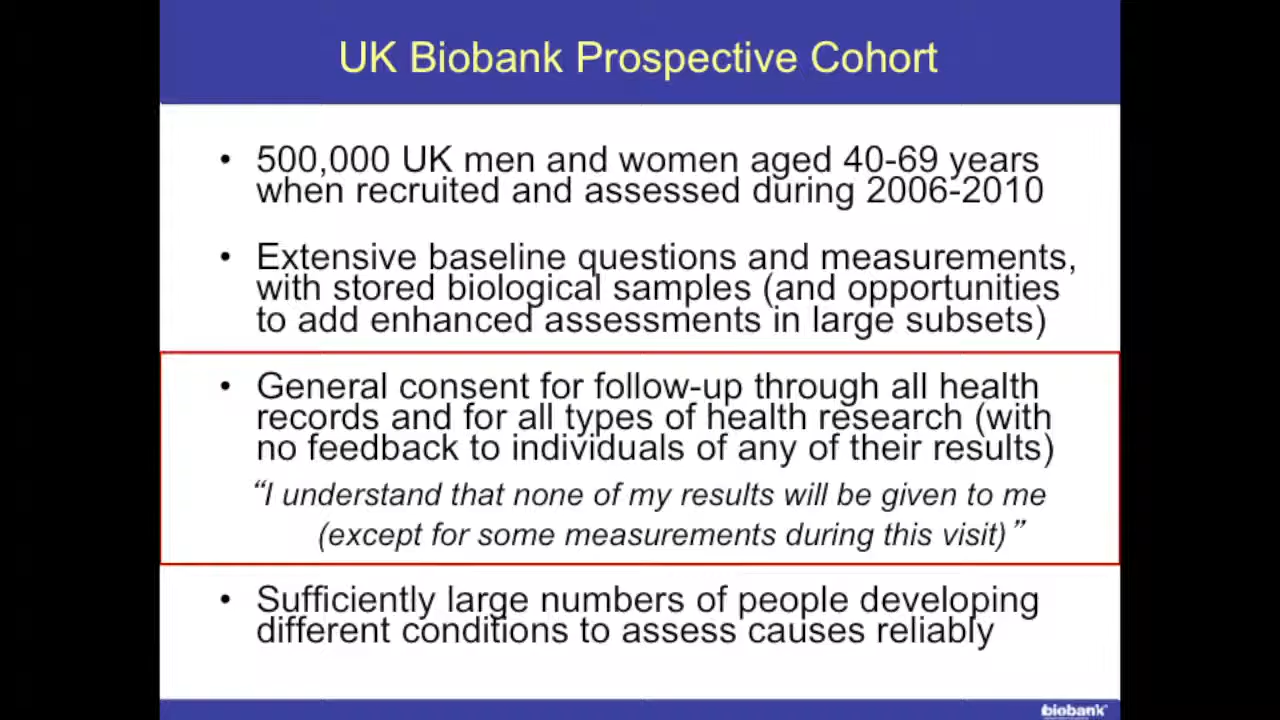 UK Biobank Prospective Cohort
• 500,000 UK men and women aged 40-69 years
when recruited and assessed during 2006-2010
• Extensive baseline questions and measurements,
with stored biological samples (and opportunities
to add enhanced assessments in large subsets)
• General consent for follow-up through all health
records and for all types of health research (with
no feedback to individuals of any of their results)
“I understand that none of my results will be given to me
(except for some measurements during this visit)”
• Sufficiently large numbers of people developing
different conditions to assess causes reliably
biobank